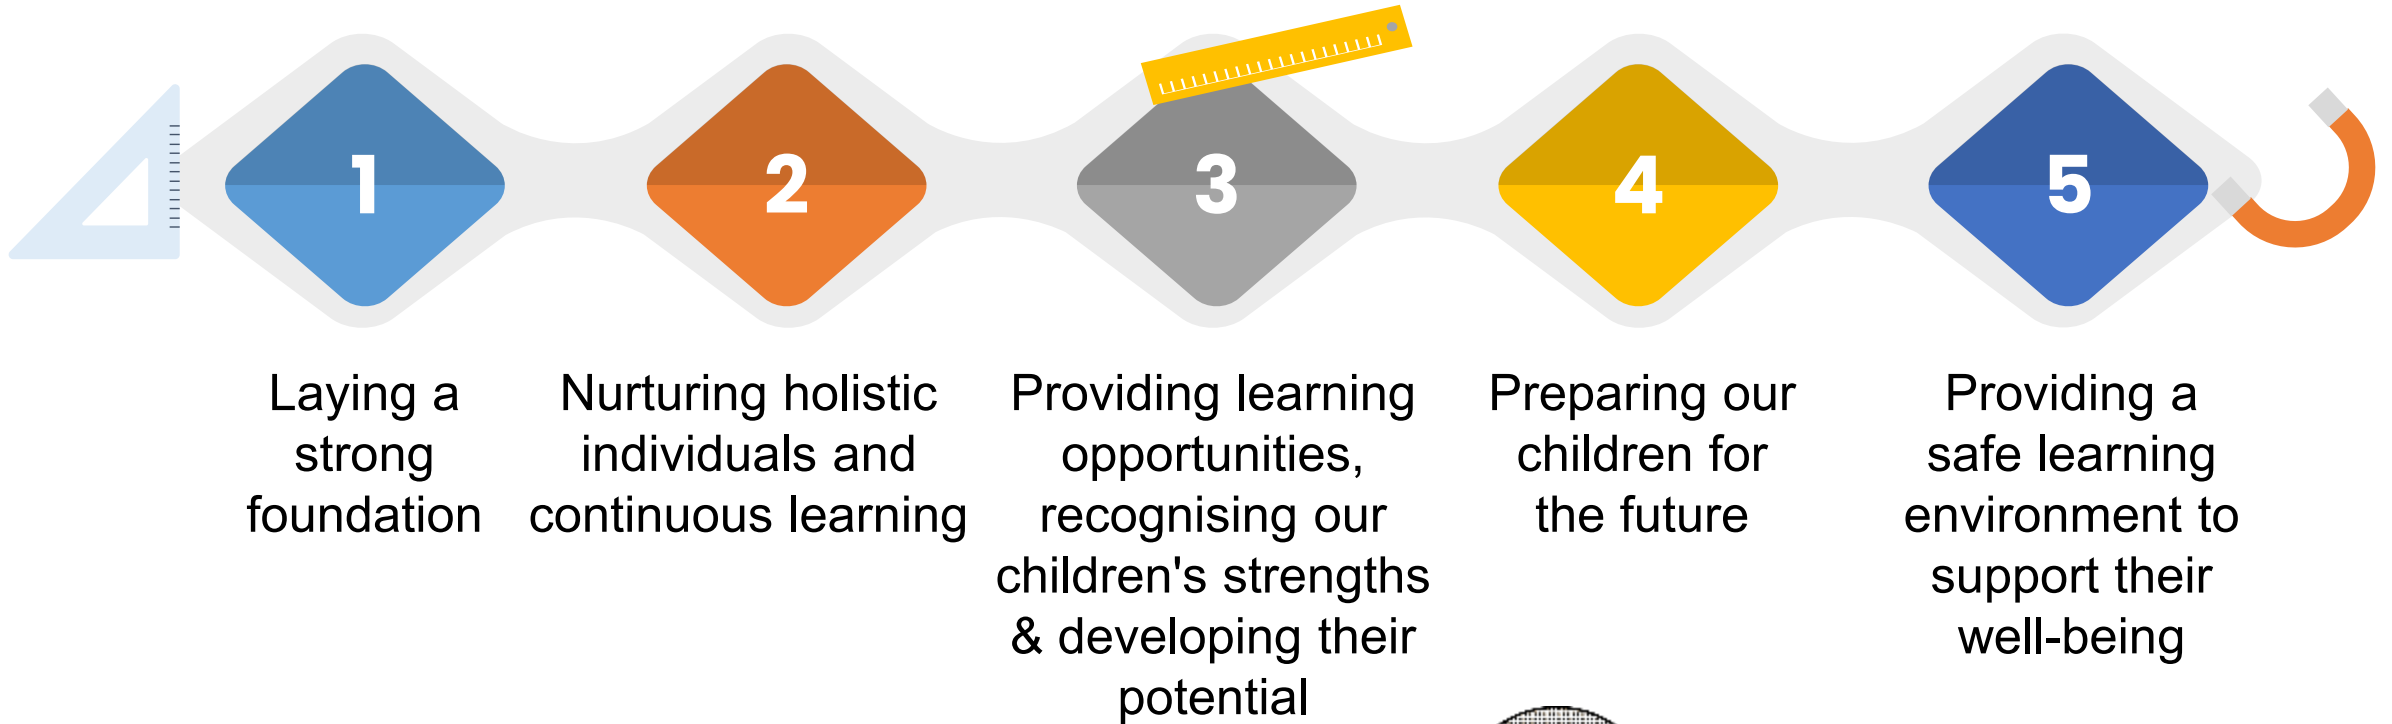 1
2
3
4
5
Laying a
strong
foundation
Nurturing holistic
individuals and
continuous learning
Providing learning
opportunities,
recognising our
children's strengths
& developing their
potential
Preparing our
children for
the future
Providing a
safe learning
environment to
support their
well-being